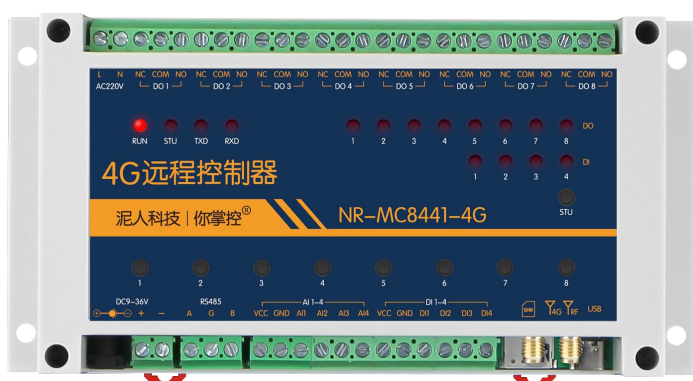 L N NC COM NO NC COM NO NC COM NO NC COM NO NC COM NO NC COM NO NC COM NO NC COM NO
AC220V DO 1 DO 2 DO 3 DO 4 DO 5 DO 6 DO 7 DO 8
DO
RUN STU TXD RXD 1 2 3 4 5 6 7 8
DI
1 2 3 4
4G远程控制器
STU
泥人科技 | 你掌控®
NR-MC8441-4G
1 2 3 4 5 6 7 8
DC9-36V RS485 AI 1-4 DI 1-4
+ - A G B VCC GND AI1 AI2 AI3 AI4 VCC GND DI1 DI2 DI3 DI4 SIM 4G RF USB